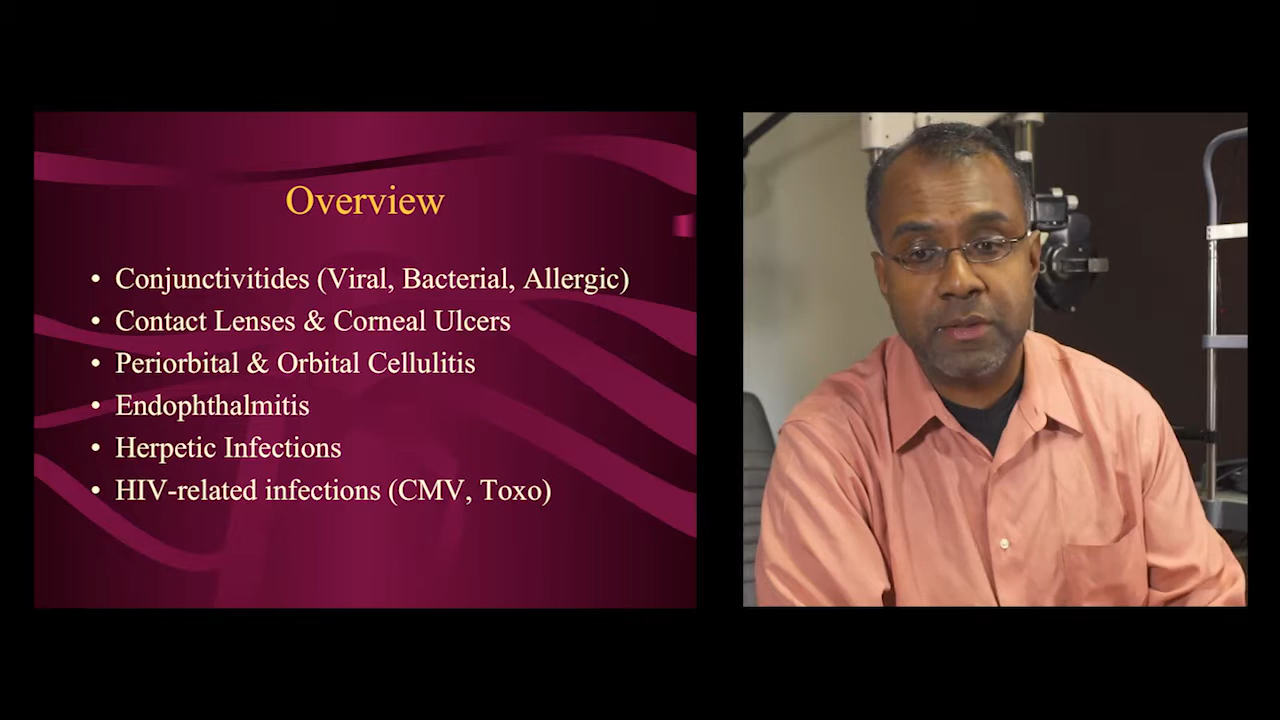 Overview
• Conjunctivitides (Viral, Bacterial, Allergic)
• Contact Lenses & Corneal Ulcers
• Periorbital & Orbital Cellulitis
• Endophthalmitis
• Herpetic Infections
• HIV-related infections (CMV, Toxo)